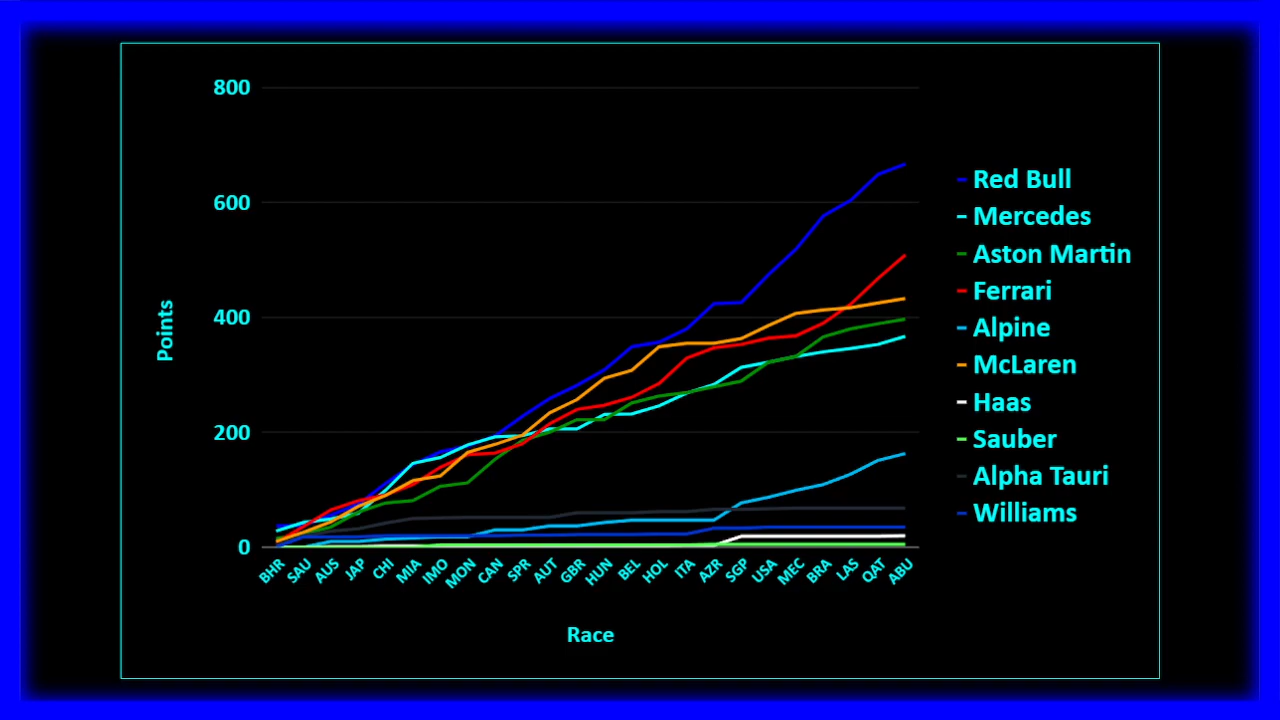 800
600
400
200
0
Points
BHR
SAU
AUS
JAP
CHI
MIA
IMO
MON
CAN
SPR
AUT
GBR
HUN
BEL
HOL
ITA
AZR
SGP
USA
MEC
BRA
LAS
QAT
ABU
Race
Red Bull
Mercedes
Aston Martin
Ferrari
Alpine
McLaren
Haas
Sauber
Alpha Tauri
Williams